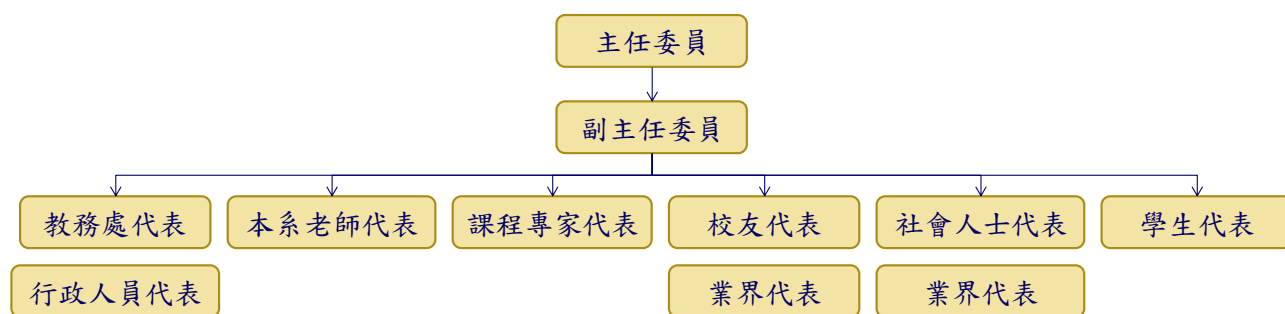 主任委員
副主任委員
教務處代表
本系老師代表
課程專家代表
校友代表
社會人士代表
學生代表
行政人員代表
業界代表
業界代表